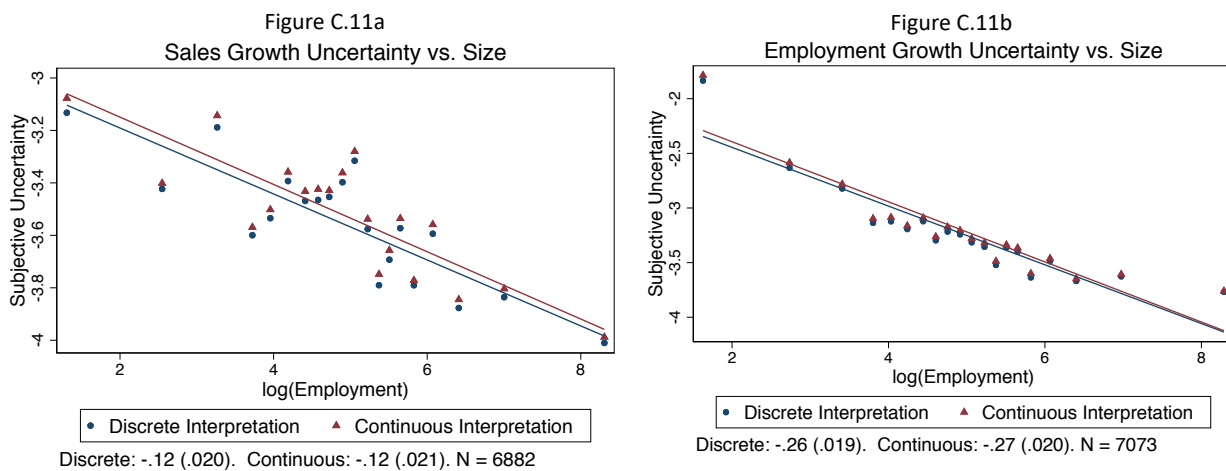 Figure C.11a
Sales Growth Uncertainty vs. Size
Subjective Uncertainty
-3
-3.2
-3.4
-3.6
-3.8
-4
2
4
6
8
log(Employment)
Discrete Interpretation
Continuous Interpretation
Discrete: -.12 (.020). Continuous: -.12 (.021). N = 6882
Figure C.11b
Employment Growth Uncertainty vs. Size
Subjective Uncertainty
-2
-2.5
-3
-3.5
-4
2
4
6
8
log(Employment)
Discrete Interpretation
Continuous Interpretation
Discrete: -.26 (.019). Continuous: -.27 (.020). N = 7073